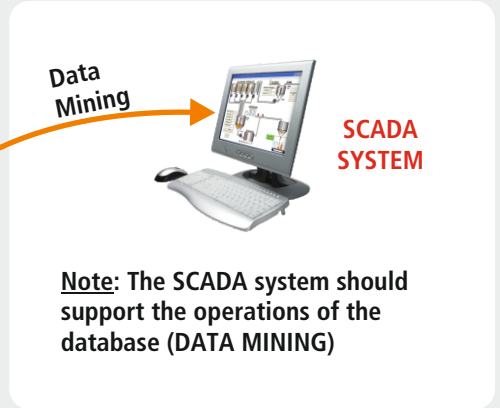 Data
Mining
SCADA
SYSTEM
Note: The SCADA system should
support the operations of the
database (DATA MINING)